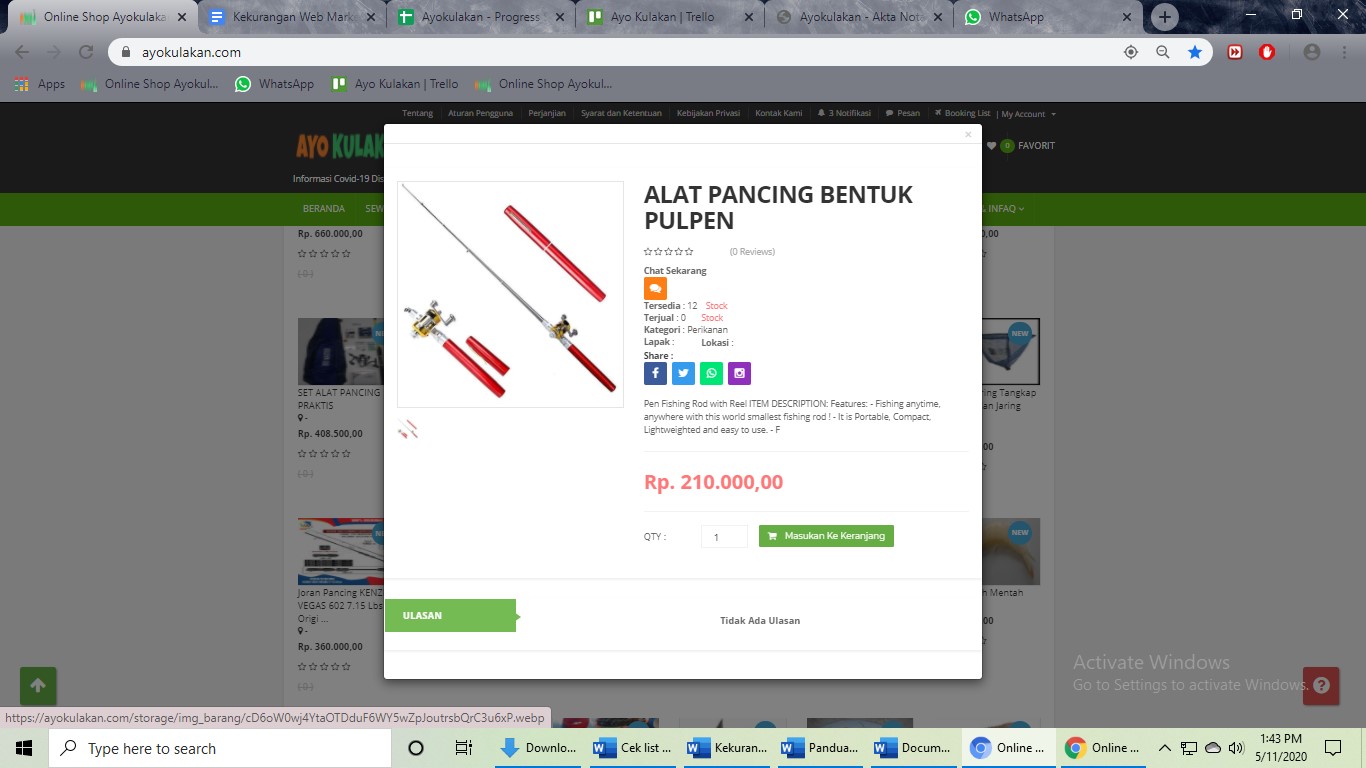 Online Shop Ayokulaka
Kekurangan Web Mark
Ayokulakan - Progress
Ayo Kulakan | Trello
Ayokulakan - Akta Nota
WhatsApp
ayokulakan.com
Apps
Online Shop Ayokul...
WhatsApp
Ayo Kulakan | Trello
Online Shop Ayokul...
Tentang
Aturan Pengguna
Perjanjian
Syarat dan Ketentuan
Kebijakan Privasi
Kontak Kami
3 Notifikasi
Pesan
Booking List
| My Account
AYO KULAK
0 FAVORIT
Informasi Covid-19 Dis
BERANDA
SEW
& INFAQ
×
Rp. 660.000,00
( 0 )
0,00
ALAT PANCING BENTUK
PULPEN
(0 Reviews)
Chat Sekarang
Tersedia : 12 Stock
Terjual : 0 Stock
Kategori : Perikanan
Lapak : Lokasi :
Share :
Pen Fishing Rod with Reel ITEM DESCRIPTION: Features: - Fishing anytime,
anywhere with this world smallest fishing rod ! - It is Portable, Compact,
Lightweighted and easy to use. - F
Rp. 210.000,00
QTY : 1 Masukan Ke Keranjang
ULASAN
Tidak Ada Ulasan
NE
SET ALAT PANCING
PRAKTIS
-
Rp. 408.500,00
( 0 )
NEW
ring Tangkap
an Jaring
00
NE
Joran Pancing KENZ
VEGAS 602 7.15 Lbs
Origi ...
-
Rp. 360.000,00
( 0 )
NEW
h Mentah
00
Activate Windows
Go to Settings to activate Windows.
https://ayokulakan.com/storage/img_barang/cD6oW0wj4YtaOTDduF6WY5wZpJoutrsbQrC3u6xP.webp
Type here to search
Downlo...
Cek list ...
Kekuran...
Pandua...
Docum...
Online ...
Online ...
1:43 PM
5/11/2020